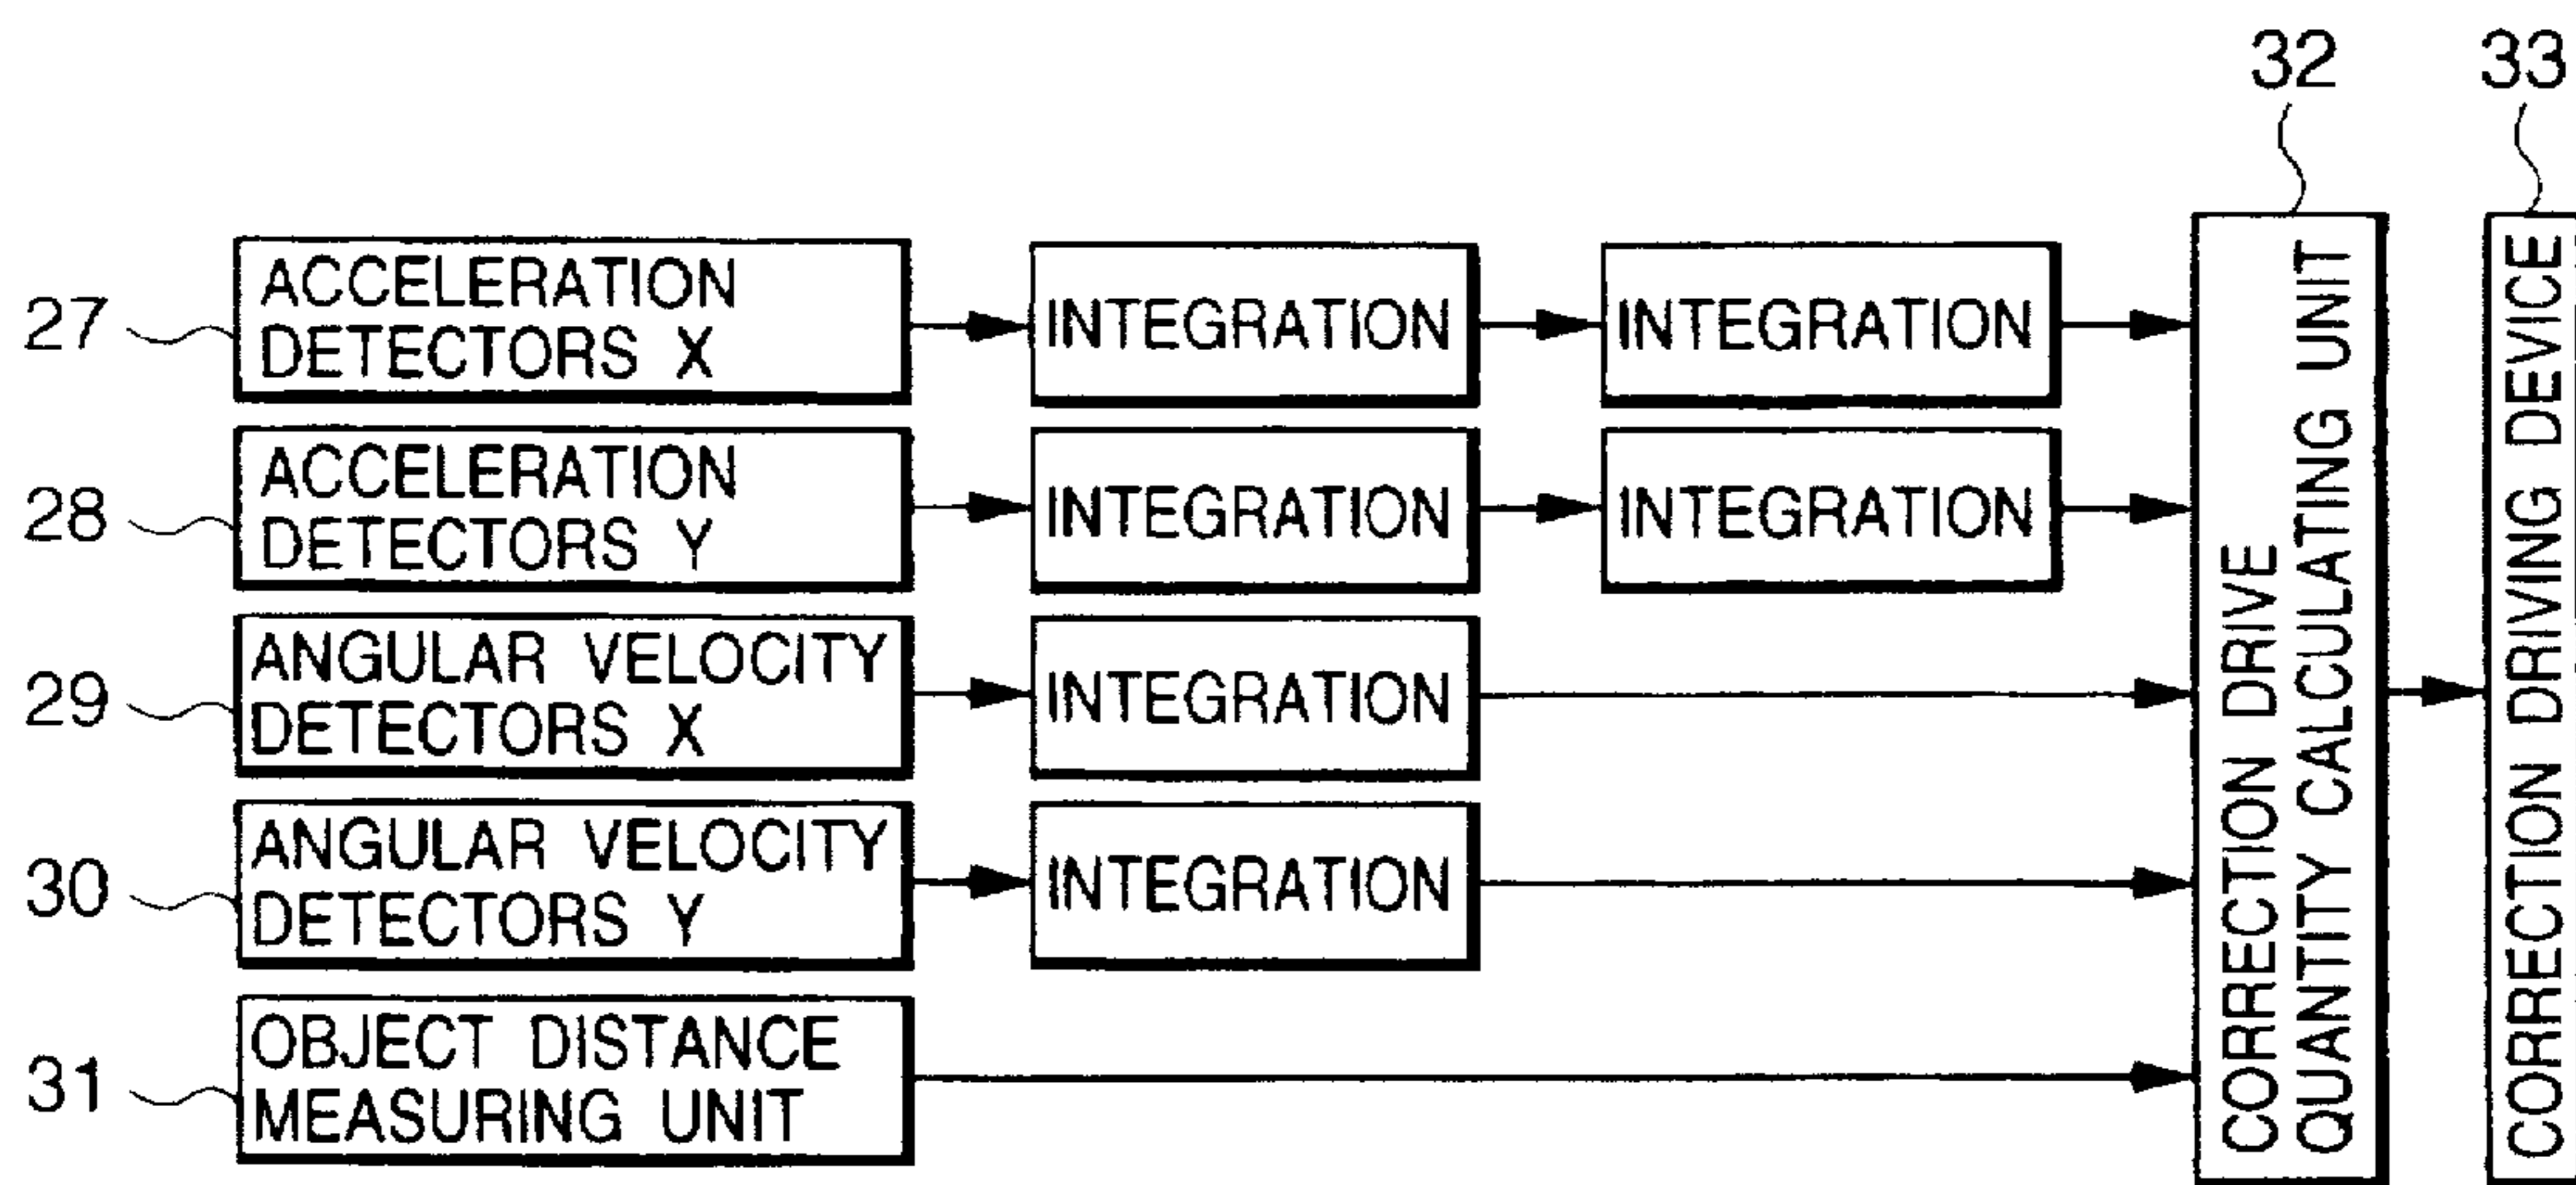 32
33
27
ACCELERATION
DETECTORS X
INTEGRATION
INTEGRATION
28
ACCELERATION
DETECTORS Y
INTEGRATION
INTEGRATION
29
ANGULAR VELOCITY
DETECTORS X
INTEGRATION
30
ANGULAR VELOCITY
DETECTORS Y
INTEGRATION
31
OBJECT DISTANCE
MEASURING UNIT
CORRECTION DRIVE
QUANTITY CALCULATING UNIT
CORRECTION DRIVING DEVICE